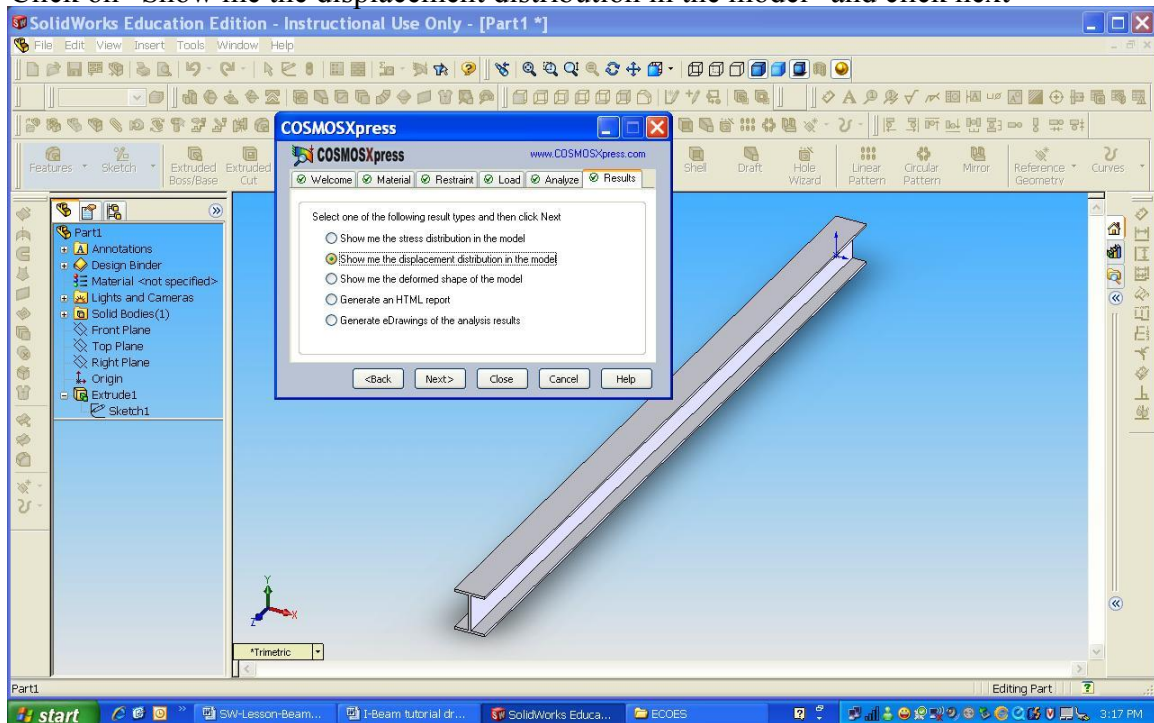 Click on "Show me the displacement distribution in the model" and click next
SolidWorks Education Edition - Instructional Use Only - [Part1 *]
File Edit View Insert Tools Window Help
Features Sketch Extruded Boss/Base Extruded Cut Shell Draft Hole Wizard Linear Pattern Circular Pattern Mirror Reference Geometry Curves
COSMOSXpress
COSMOSXpress www.COSMOSXpress.com
Welcome Material Restraint Load Analyze Results
Select one of the following result types and then click Next
Show me the stress distribution in the model
Show me the displacement distribution in the model
Show me the deformed shape of the model
Generate an HTML report
Generate eDrawings of the analysis results
<Back Next> Close Cancel Help
Part1
Annotations
Design Binder
Material <not specified>
Lights and Cameras
Solid Bodies(1)
Front Plane
Top Plane
Right Plane
Origin
Extrude1
Sketch1
Y
X
Z
*Trimetric
Part1 Editing Part
start SW-Lesson-Beam... I-Beam tutorial dr... SolidWorks Educa... ECOES 3:17 PM